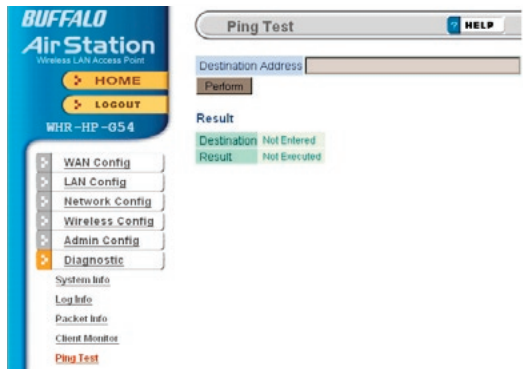 BUFFALO
AirStation
Wireless LAN Access Point
HOME
LOGOUT
WHR-HP-G54
WAN Config
LAN Config
Network Config
Wireless Config
Admin Config
Diagnostic
System Info
Log Info
Packet Info
Client Monitor
Ping Test
Ping Test
? HELP
Destination Address
Perform
Result
Destination Not Entered
Result Not Executed